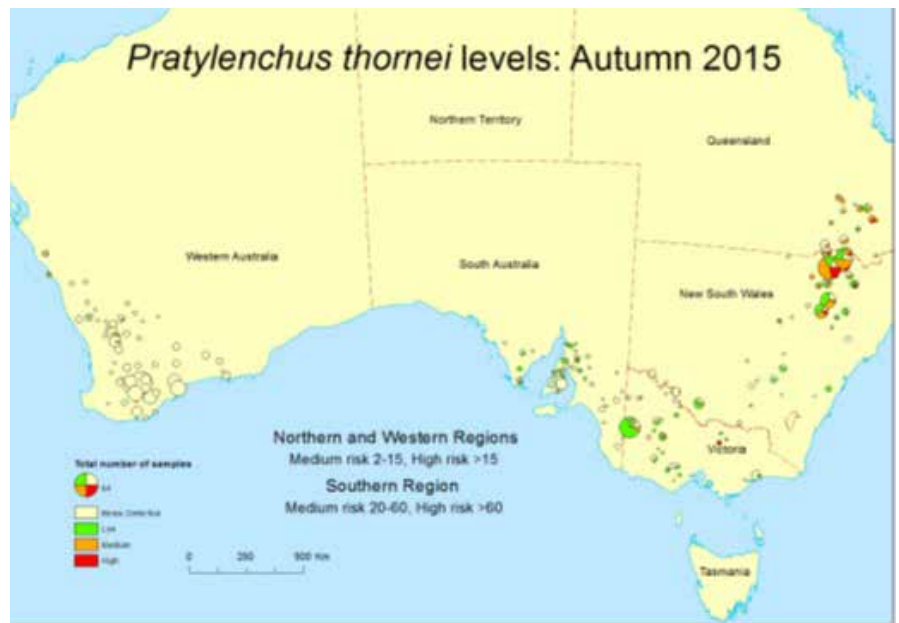 Pratylenchus thornei levels: Autumn 2015
Northern Territory
Queensland
Western Australia
South Australia
New South Wales
Northern and Western Regions
Medium risk 2-15, High risk >15
Victoria
Southern Region
Medium risk 20-60, High risk >60
Total number of samples
Low
Medium
High
0 250 500 Km
Tasmania